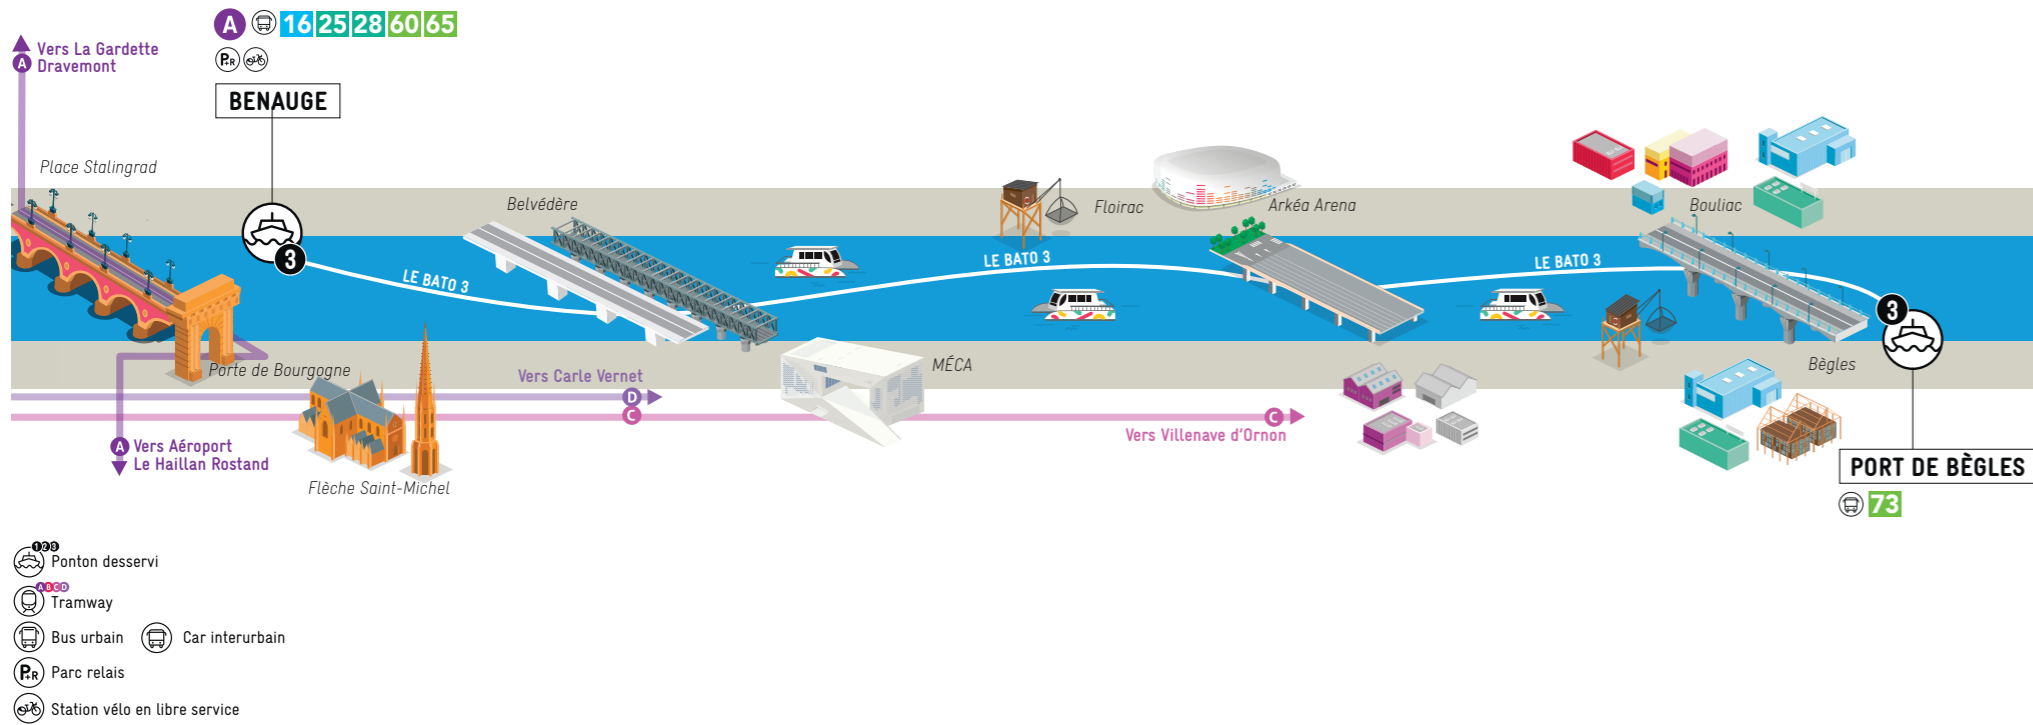 A 16 25 28 60 65
P+R
BENAUGE
A Vers La Gardette
Dravemont
Place Stalingrad
3
LE BATO 3
Belvédère
Floirac
LE BATO 3
Arkéa Arena
LE BATO 3
Bouliac
3
Porte de Bourgogne
MÉCA
Bègles
Vers Carle Vernet
D
C
C
Vers Villenave d'Ornon
A Vers Aéroport
Le Haillan Rostand
Flèche Saint-Michel
PORT DE BÈGLES
73
1 2 3
Ponton desservi
A B C D
Tramway
Bus urbain Car interurbain
P+R Parc relais
Station vélo en libre service